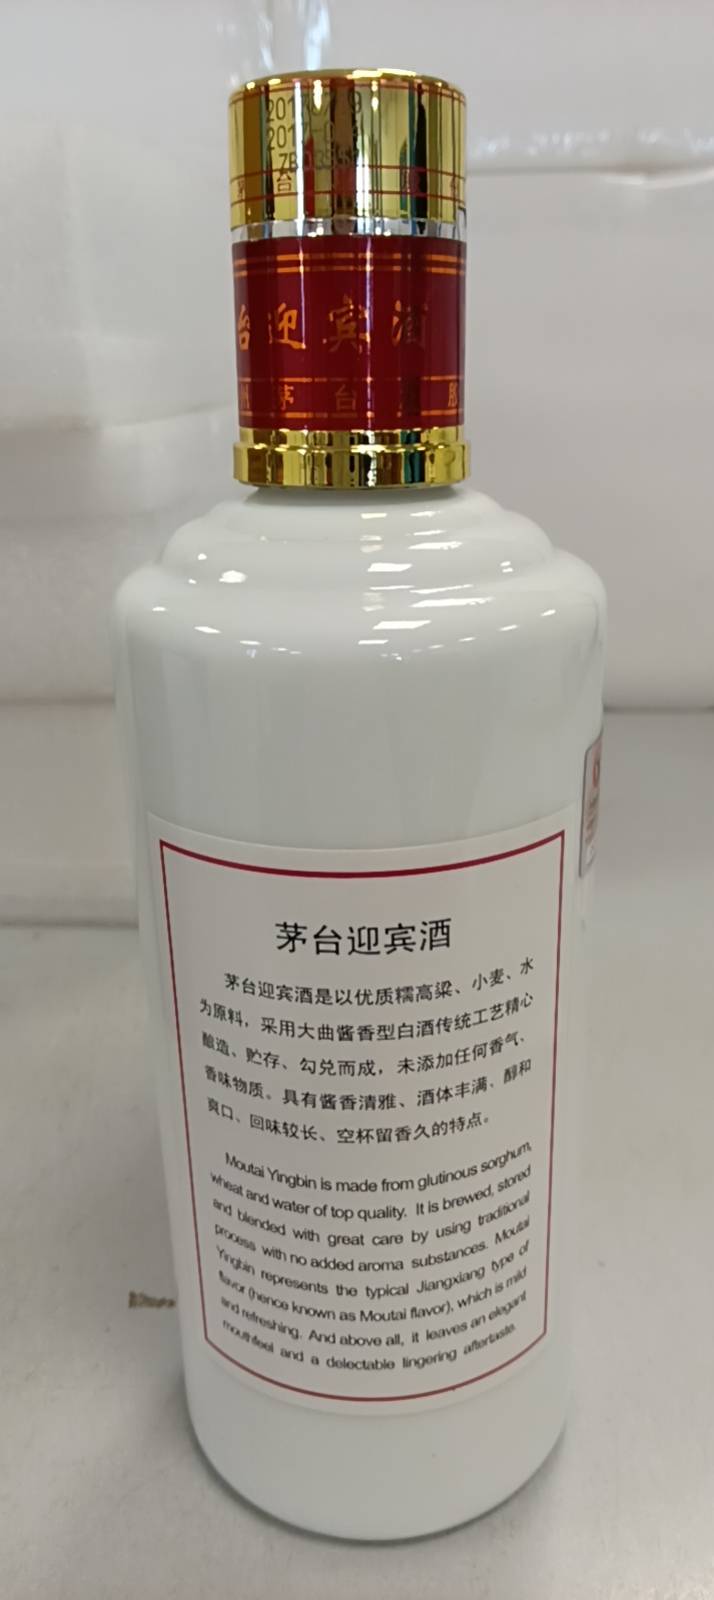 台迎宾酒
茅台
茅台迎宾酒
茅台迎宾酒是以优质糯高粱、小麦、水
为原料，采用大曲酱香型白酒传统工艺精心
酿造、贮存、勾兑而成，未添加任何香气、
香味物质。具有酱香清雅、酒体丰满、醇和
爽口、回味较长、空杯留香久的特点。
Moutai Yingbin is made from glutinous sorghum,
wheat and water of top quality. It is brewed, stored
and blended with great care by using traditional
process with no added aroma substances. Moutai
Yingbin represents the typical Jiangxiang type of
flavor (hence known as Moutai flavor), which is mild
and refreshing. And above all, it leaves an elegant
mouthfeel and a delectable lingering aftertaste.